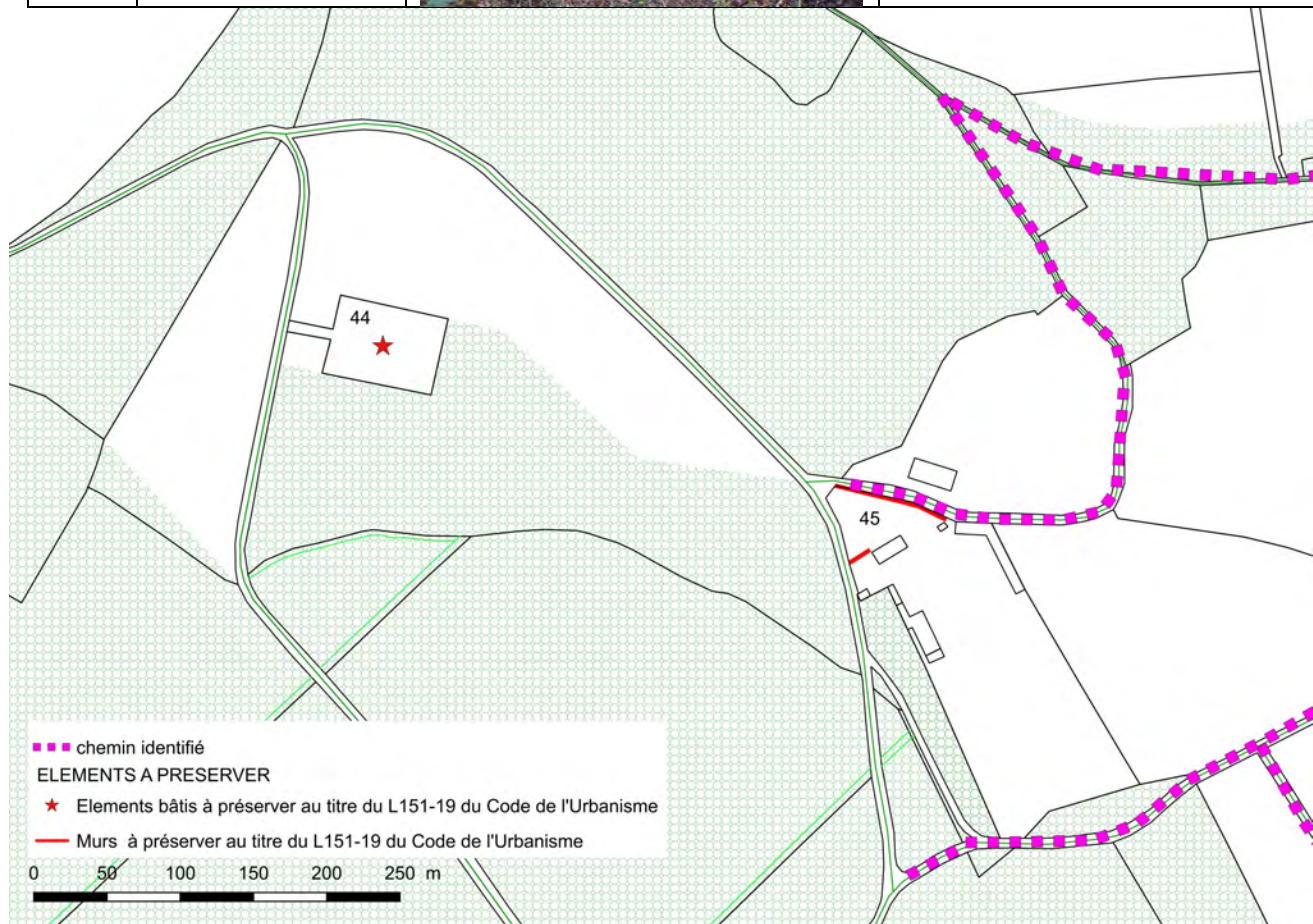 44
45
chemin identifié
ELEMENTS A PRESERVER
Elements bâtis à préserver au titre du L151-19 du Code de l'Urbanisme
Murs à préserver au titre du L151-19 du Code de l'Urbanisme
0 50 100 150 200 250 m